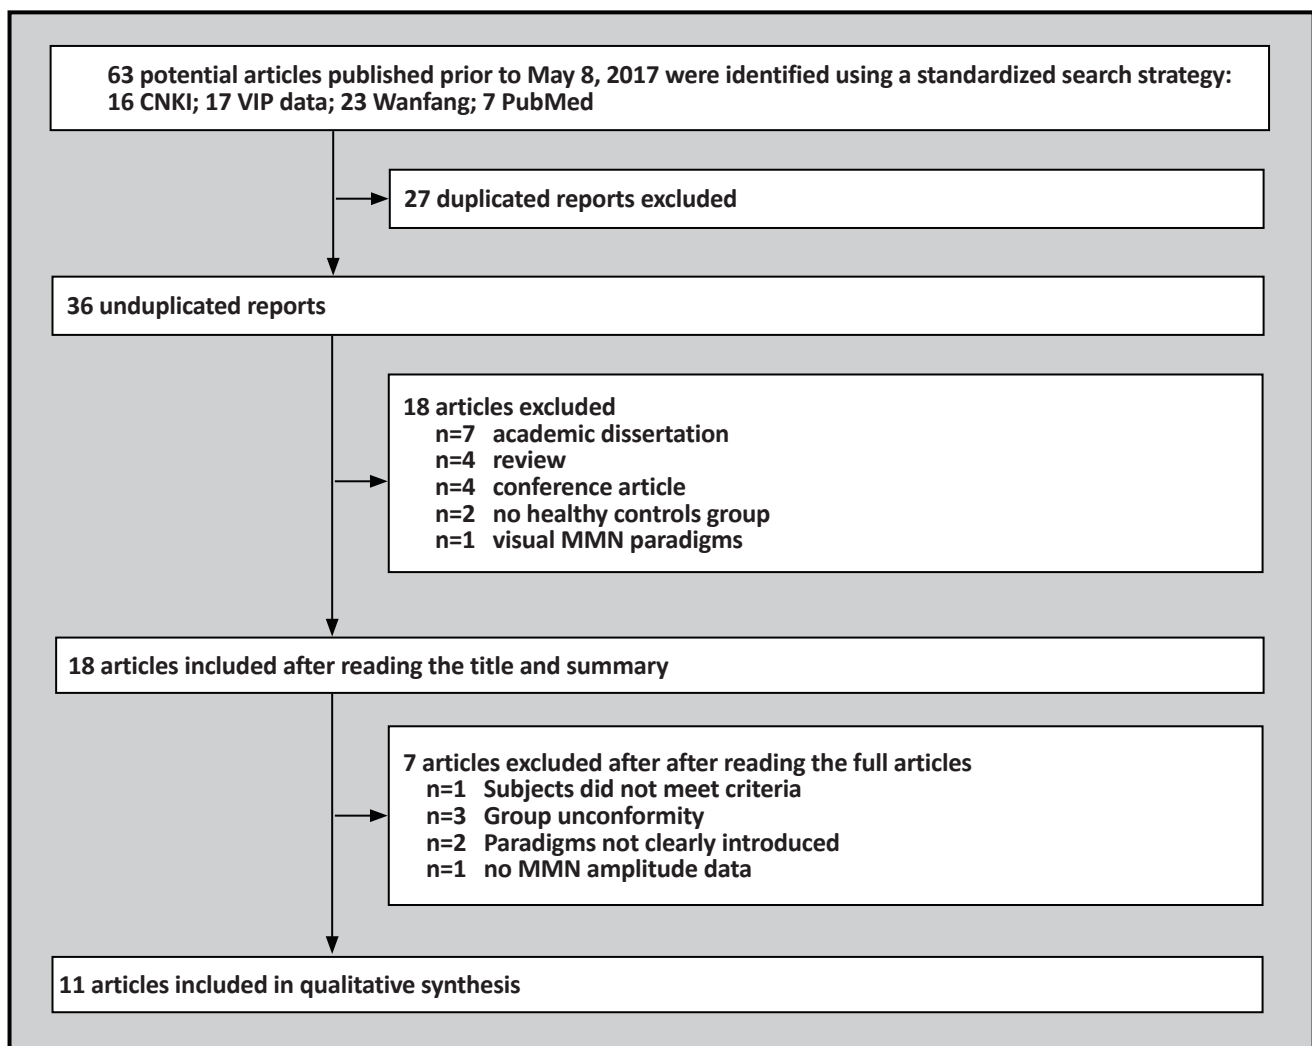 63 potential articles published prior to May 8, 2017 were identified using a standardized search strategy:
16 CNKI; 17 VIP data; 23 Wanfang; 7 PubMed
27 duplicated reports excluded
36 unduplicated reports
18 articles excluded
n=7 academic dissertation
n=4 review
n=4 conference article
n=2 no healthy controls group
n=1 visual MMN paradigms
18 articles included after reading the title and summary
7 articles excluded after after reading the full articles
n=1 Subjects did not meet criteria
n=3 Group unconformity
n=2 Paradigms not clearly introduced
n=1 no MMN amplitude data
11 articles included in qualitative synthesis